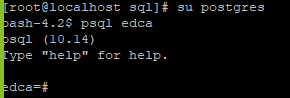 [root@localhost sql]# su postgres
bash-4.2$ psql edca
psql (10.14)
Type "help" for help.
edca=#